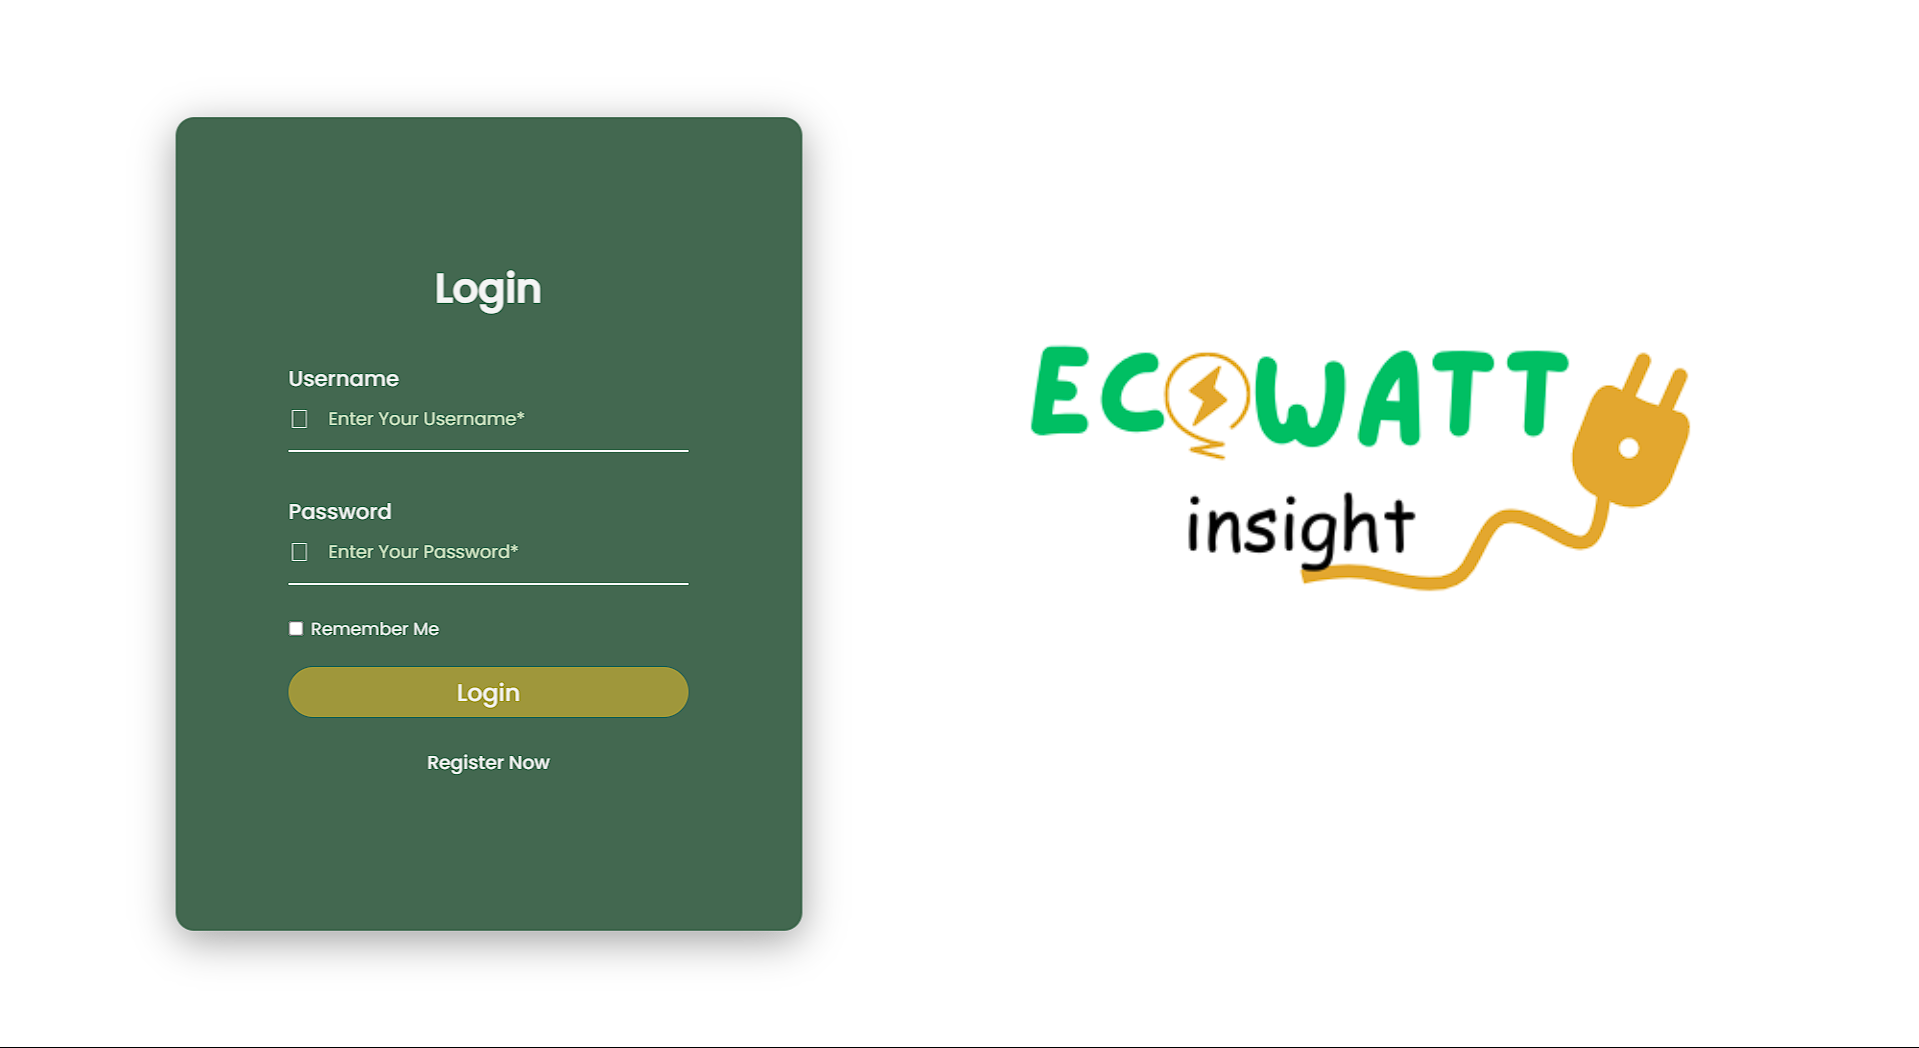 Login
Username
Enter Your Username*
Password
Enter Your Password*
Remember Me
Login
Register Now
ECOWATT
insight